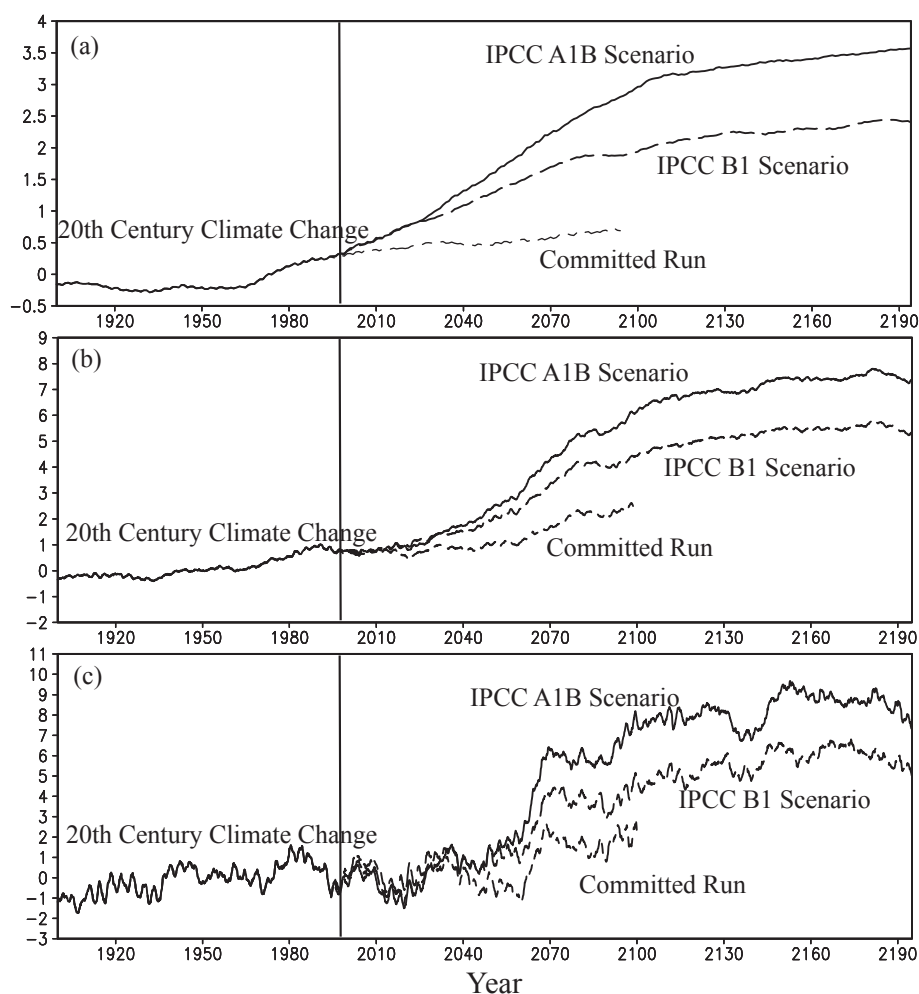 4
(a)
IPCC A1B Scenario
3.5
3
2.5
2
IPCC B1 Scenario
1.5
1
20th Century Climate Change
0.5
Committed Run
0
-0.5
1920 1950 1980 2010 2040 2070 2100 2130 2160 2190
9
(b)
IPCC A1B Scenario
8
7
6
5
IPCC B1 Scenario
4
3
2
20th Century Climate Change
Committed Run
1
0
-1
-2
1920 1950 1980 2010 2040 2070 2100 2130 2160 2190
11
(c)
10
IPCC A1B Scenario
9
8
7
6
5
4
IPCC B1 Scenario
3
2
20th Century Climate Change
1
0
Committed Run
-1
-2
-3
1920 1950 1980 2010 2040 2070 2100 2130 2160 2190
Year